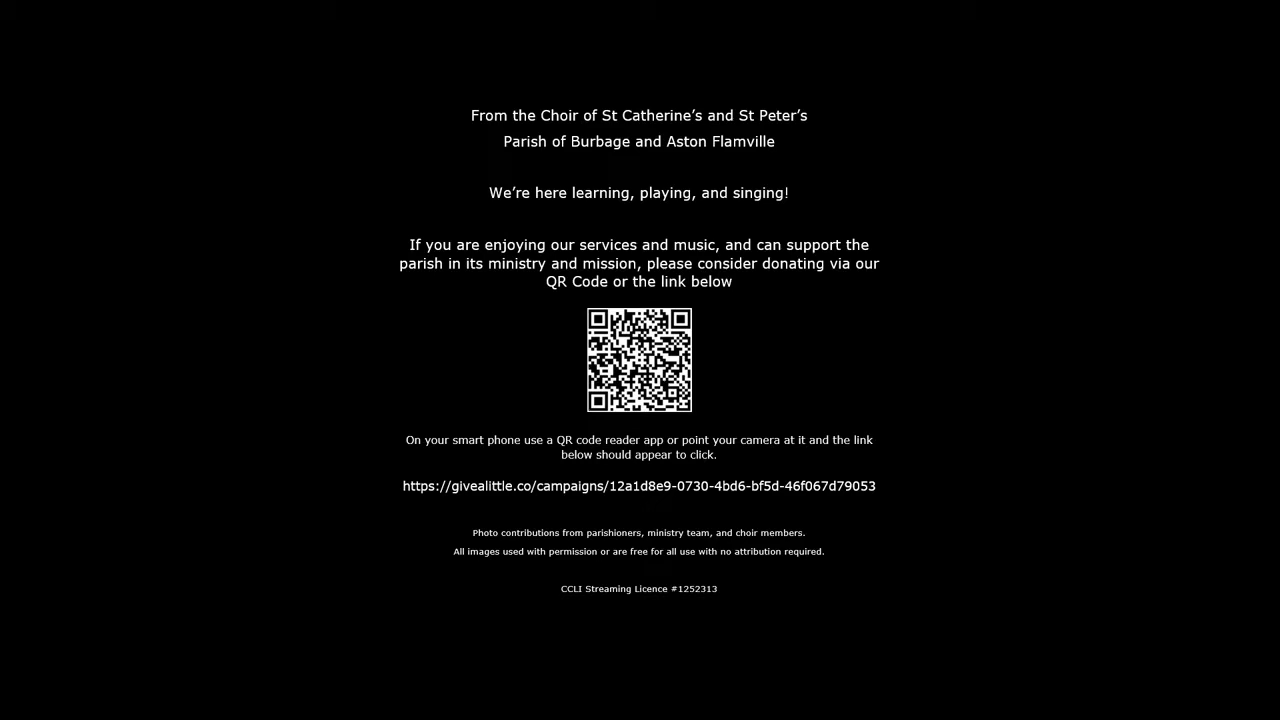 From the Choir of St Catherine’s and St Peter’s
Parish of Burbage and Aston Flamville
We’re here learning, playing, and singing!
If you are enjoying our services and music, and can support the
parish in its ministry and mission, please consider donating via our
QR Code or the link below
On your smart phone use a QR code reader app or point your camera at it and the link
below should appear to click.
https://givealittle.co/campaigns/12a1d8e9-0730-4bd6-bf5d-46f067d79053
Photo contributions from parishioners, ministry team, and choir members.
All images used with permission or are free for all use with no attribution required.
CCLI Streaming Licence #1252313